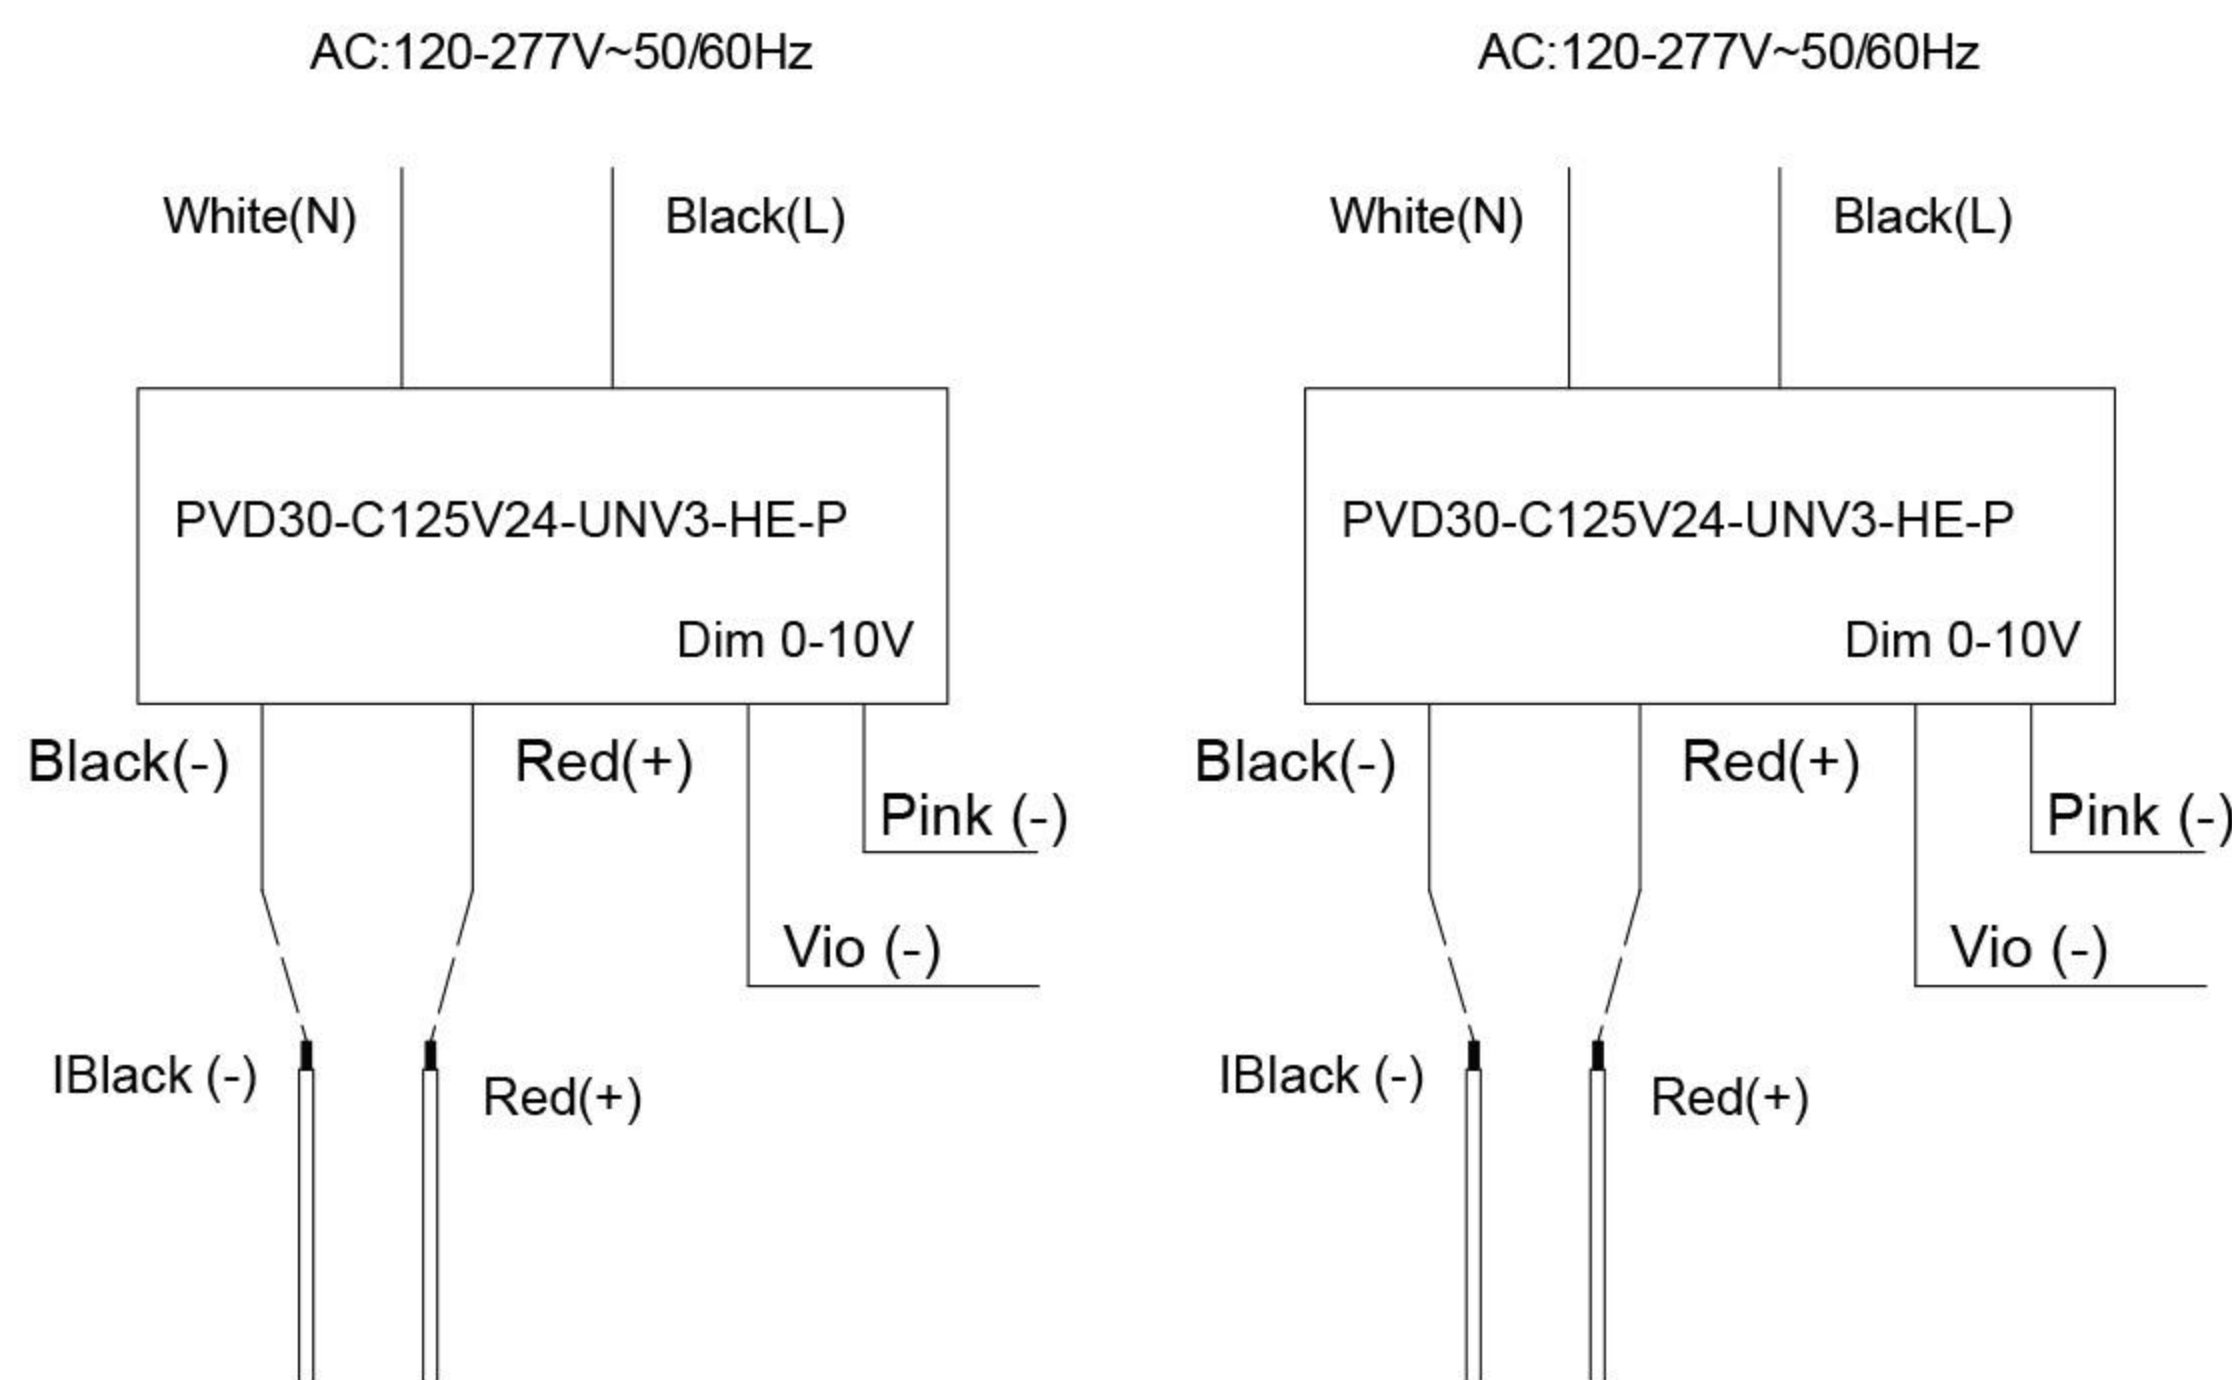 AC:120-277V~50/60Hz
White(N)
Black(L)
PVD30-C125V24-UNV3-HE-P
Dim 0-10V
Black(-)
Red(+)
Pink (-)
Vio (-)
IBlack (-)
Red(+)
AC:120-277V~50/60Hz
White(N)
Black(L)
PVD30-C125V24-UNV3-HE-P
Dim 0-10V
Black(-)
Red(+)
Pink (-)
Vio (-)
IBlack (-)
Red(+)